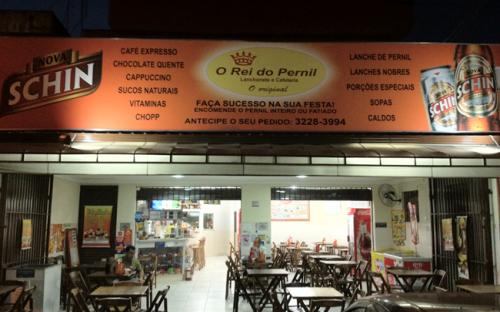 NOVA
SCHIN
CAFÉ EXPRESSO
CHOCOLATE QUENTE
CAPPUCCINO
SUCOS NATURAIS
VITAMINAS
CHOPP
O Rei do Pernil
Lanchonete e Cafeteria
O original
FAÇA SUCESSO NA SUA FESTA!
ENCOMENDE O PERNIL INTEIRO OU FATIADO
ANTECIPE O SEU PEDIDO: 3228-3994
LANCHE DE PERNIL
LANCHES NOBRES
PORÇÕES ESPECIAIS
SOPAS
CALDOS
SCHIN
SCHIN